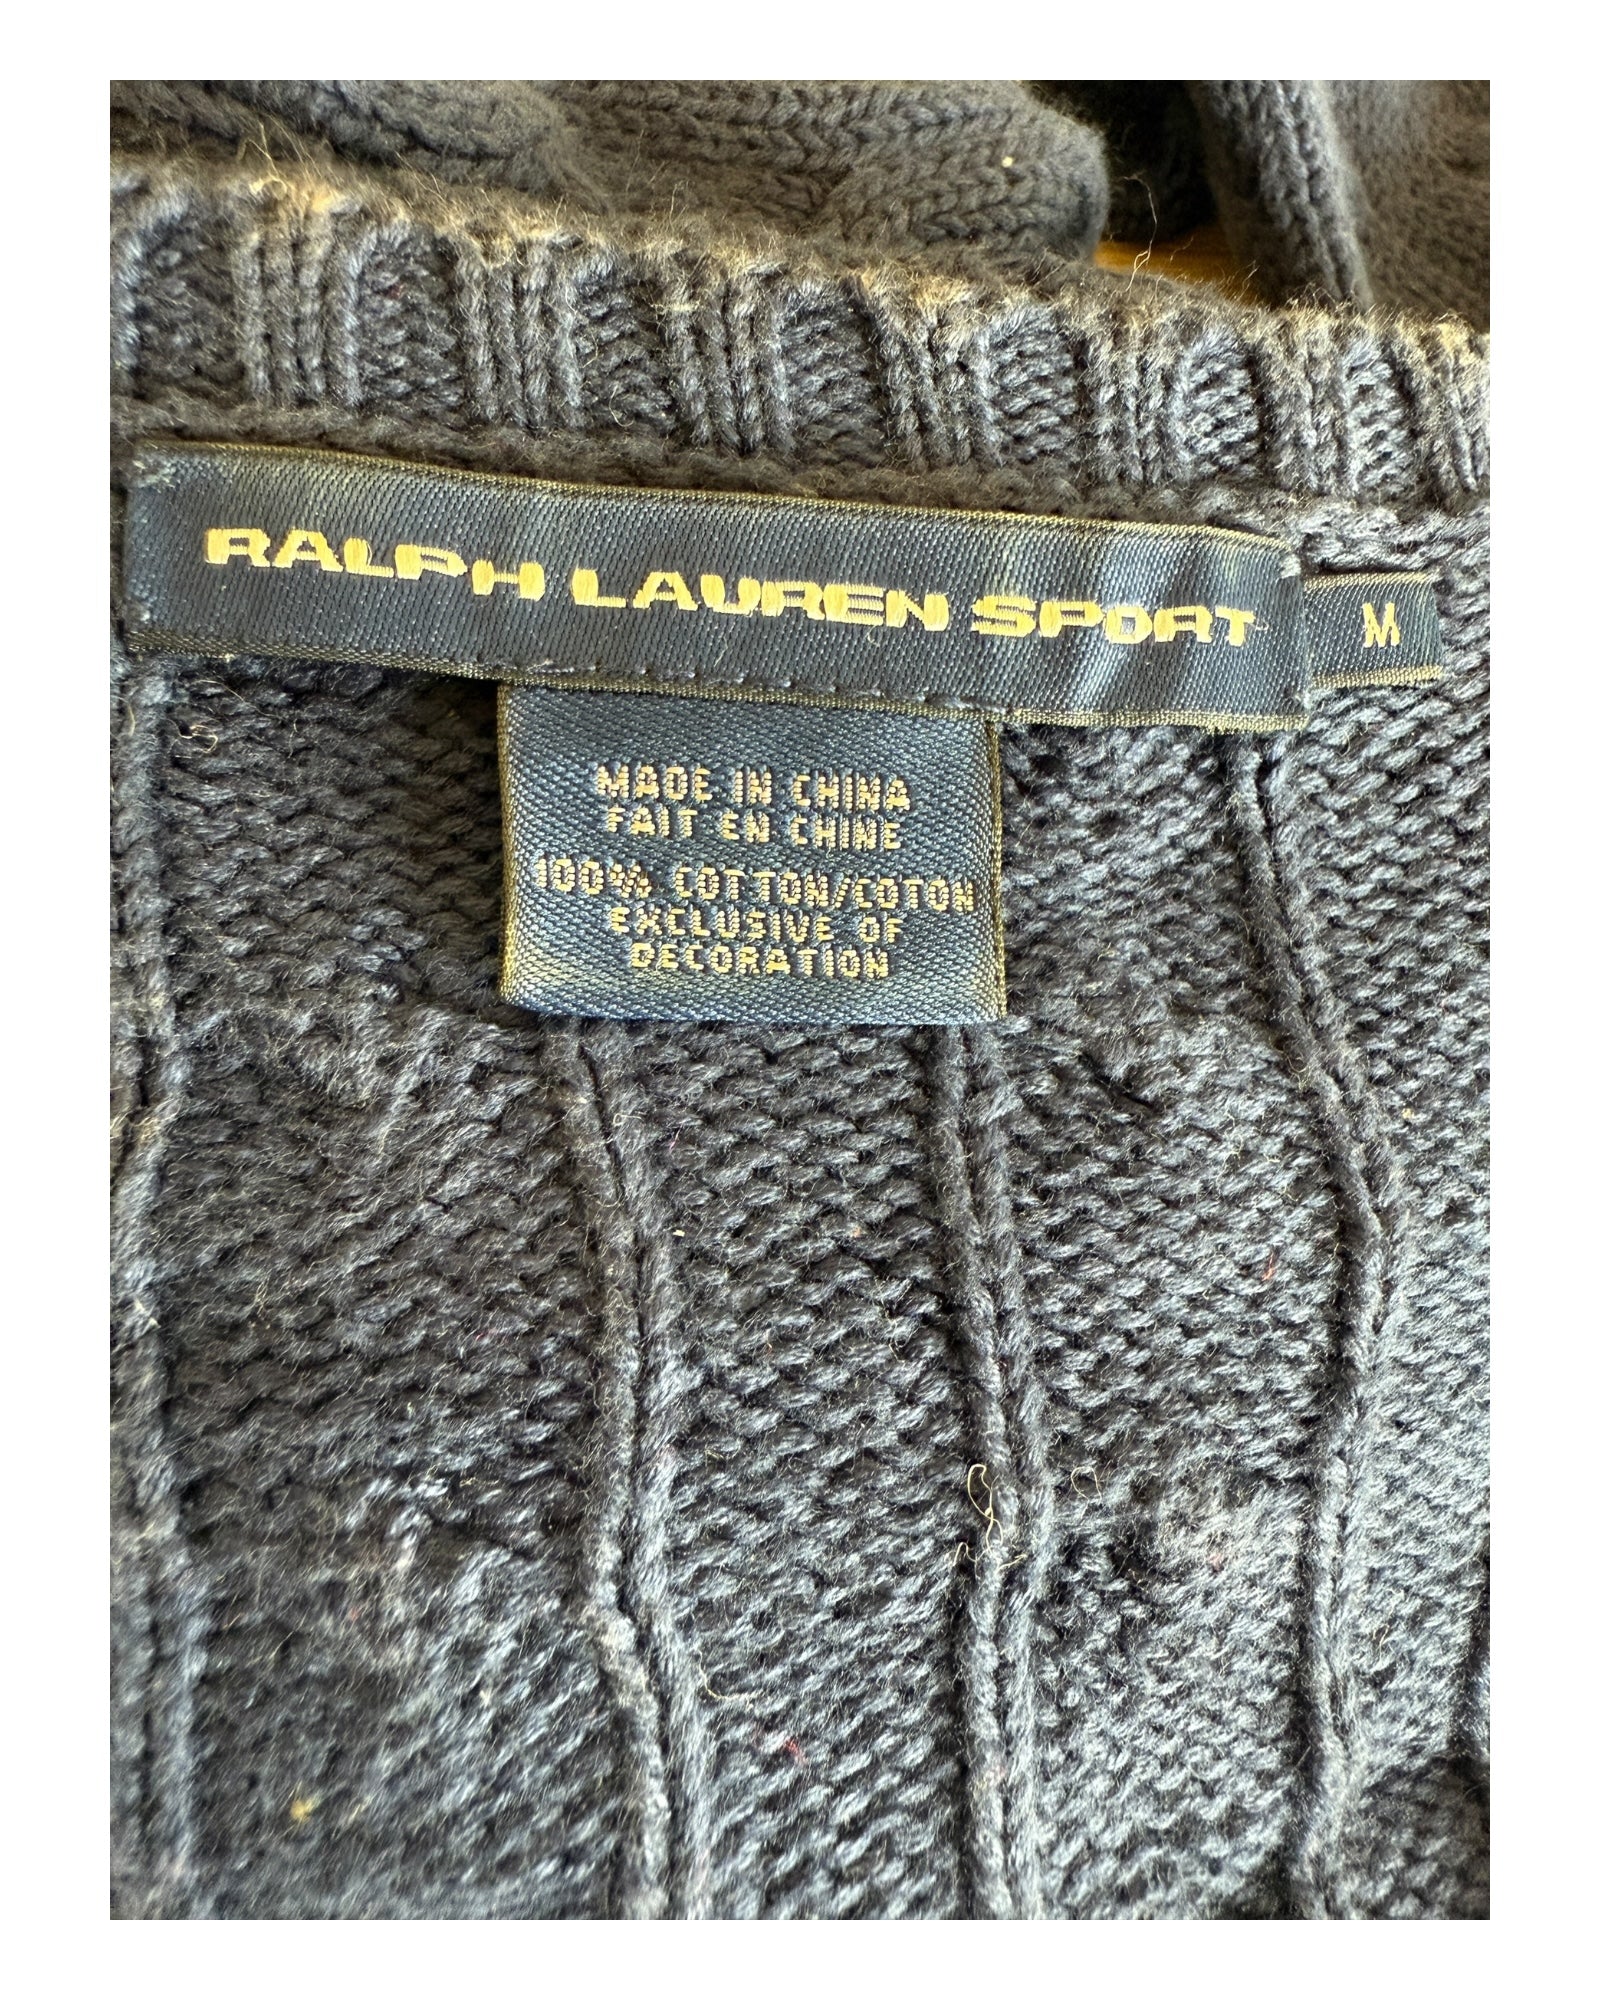 RALPH LAUREN SPORT
M
MADE IN CHINA
FAIT EN CHINE
100% COTTON/COTON
EXCLUSIVE OF
DECORATION